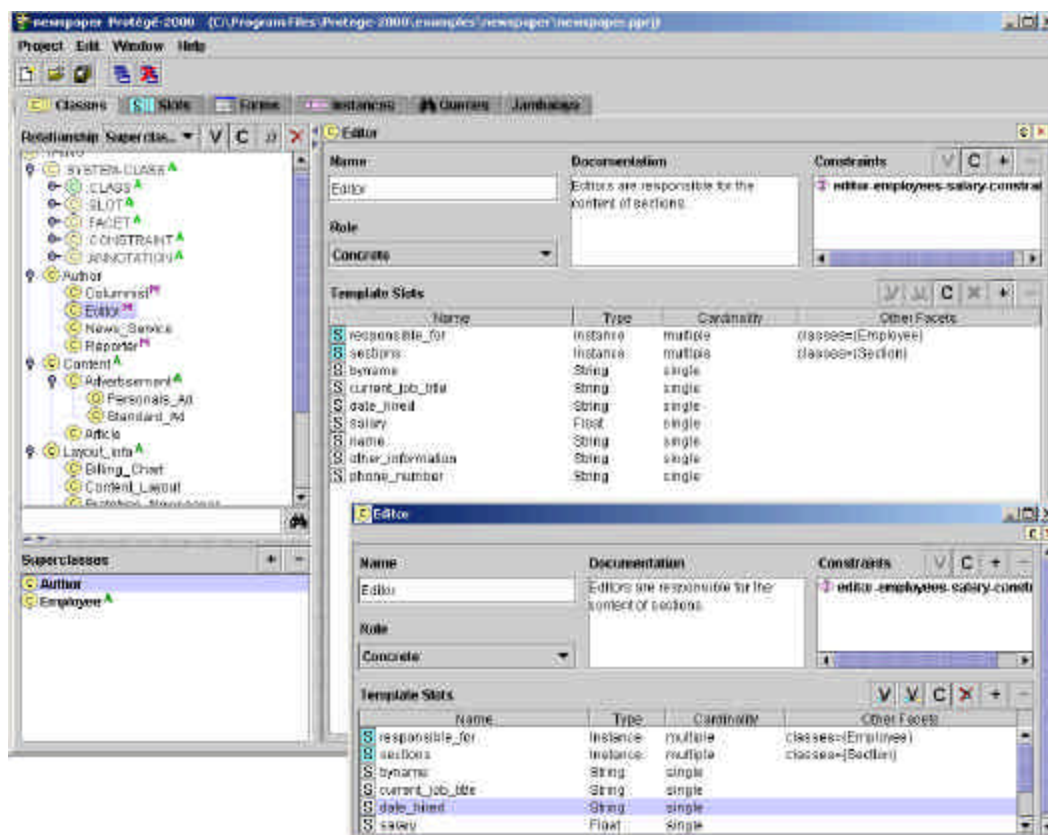 newspaper Protégé-2000 (C:\Program Files\Protege-2000\examples\newspaper\newspaper.pprj)
Project Edit Window Help
Classes Slots Forms Instances Queries Jambalaya
Relationship Superclas... V C
Editor
SYSTEM-CLASS A
CLASS A
SLOT A
FACET A
CONSTRAINT A
ANNOTATION A
Author
Columnist M
Editor M
News_Service
Reporter M
Content A
Advertisement A
Personals_Ad
Standard_Ad
Article
Layout_info A
Billing_Chart
Content_Layout
Superclasses + -
Author
Employee A
Name Documentation Constraints V C + -
Editor
Editors are responsible for the
content of sections.
editor-employees-salary-constrai
Role
Concrete
Template Slots V C + -
Name Type Cardinality Other Facets
S responsible_for Instance multiple classes={Employee}
S sections Instance multiple classes={Section}
S byname String single
S current_job_title String single
S date_hired String single
S salary Float single
S name String single
S other_information String single
S phone_number String single
Editor
Name Documentation Constraints V C + -
Editor
Editors are responsible for the
content of sections.
editor-employees-salary-constr
Role
Concrete
Template Slots V V C + -
Name Type Cardinality Other Facets
S responsible_for Instance multiple classes={Employee}
S sections Instance multiple classes={Section}
S byname String single
S current_job_title String single
S date_hired String single
S salary Float single